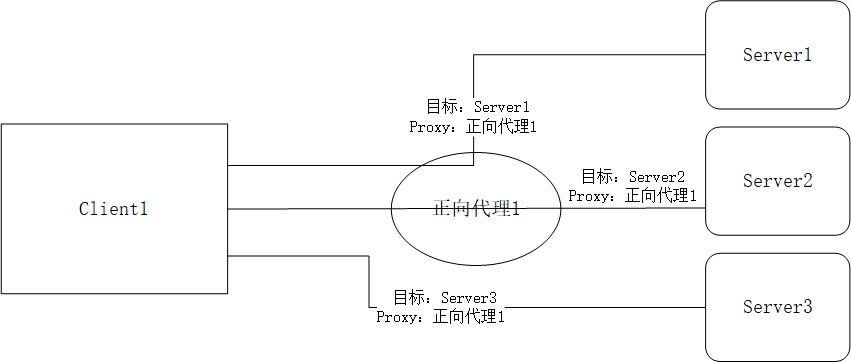 Server1
目标：Server1
Proxy：正向代理1
Client1
正向代理1
目标：Server2
Proxy：正向代理1
Server2
目标：Server3
Proxy：正向代理1
Server3